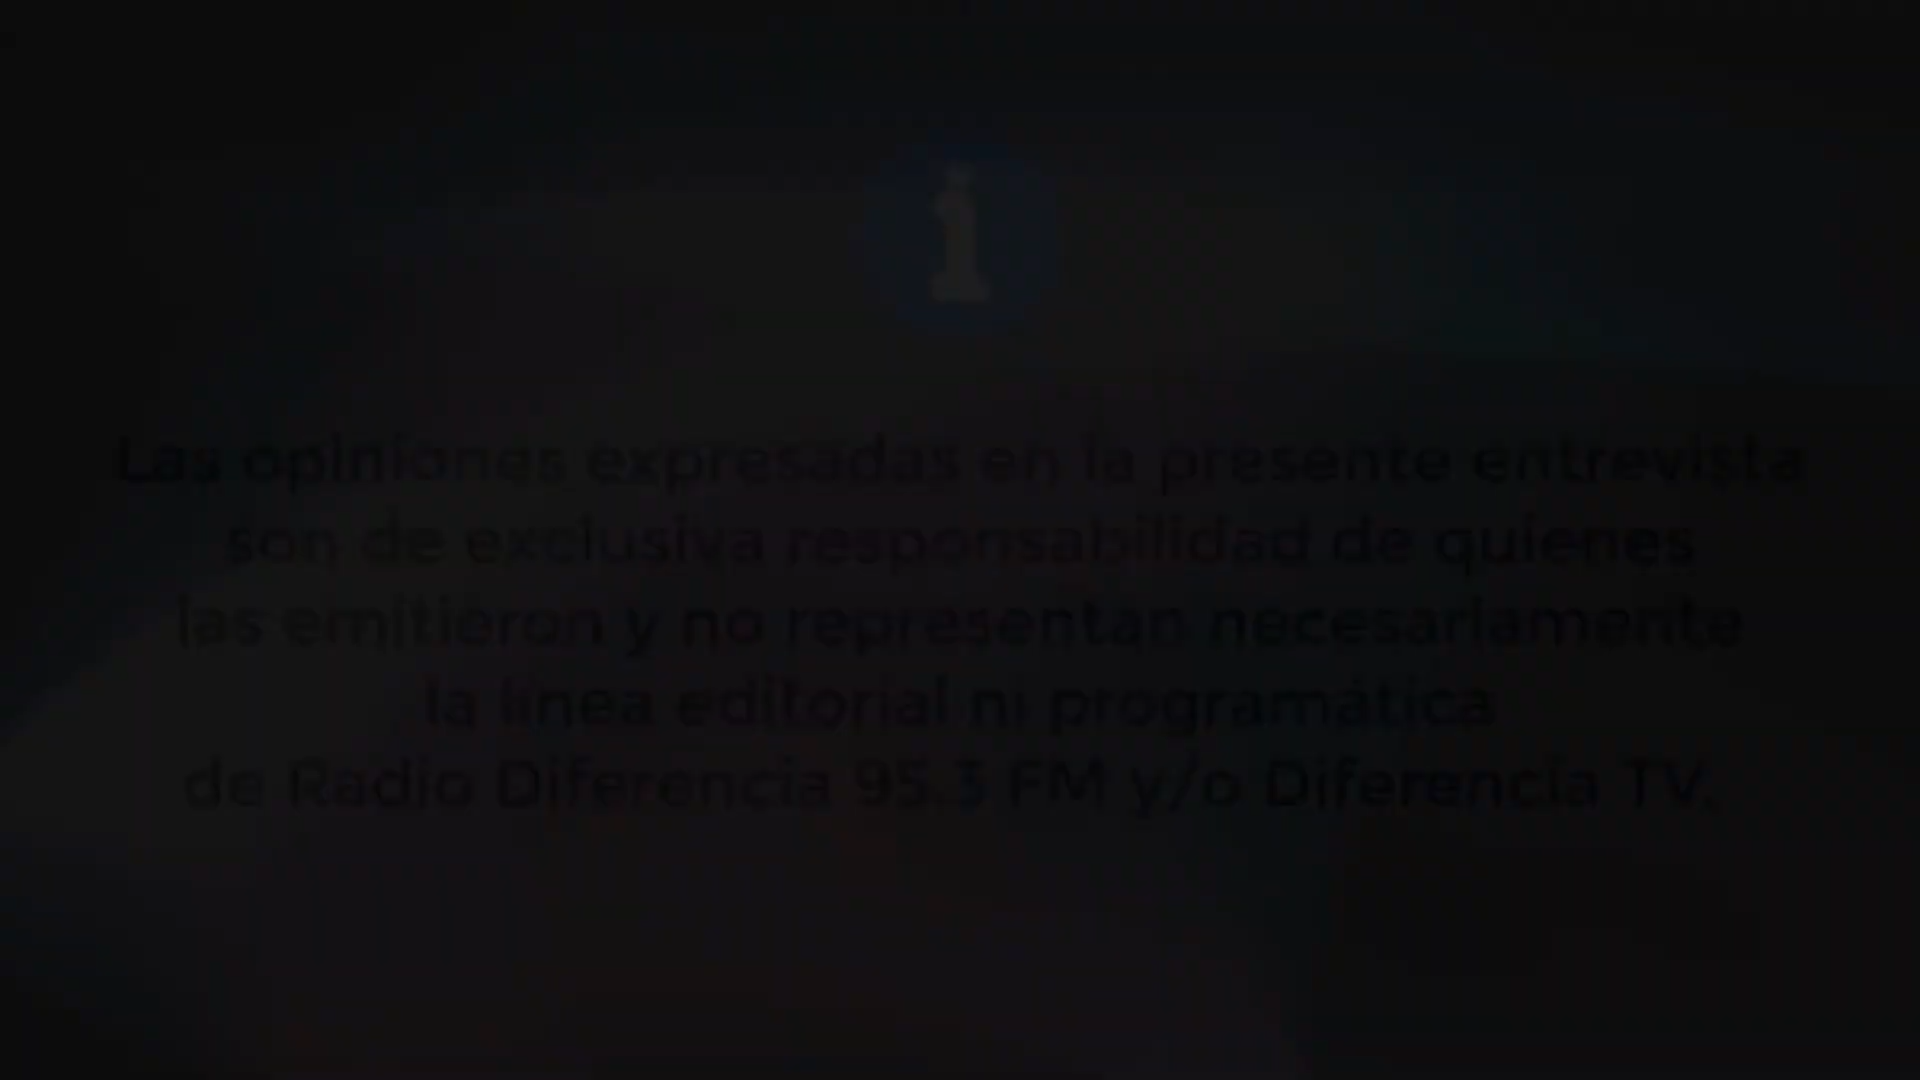 Las opiniones expresadas en la presente entrevista
son de exclusiva responsabilidad de quienes
las emitieron y no representan necesariamente
la línea editorial ni programática
de Radio Diferencia 95.3 FM y/o Diferencia TV.